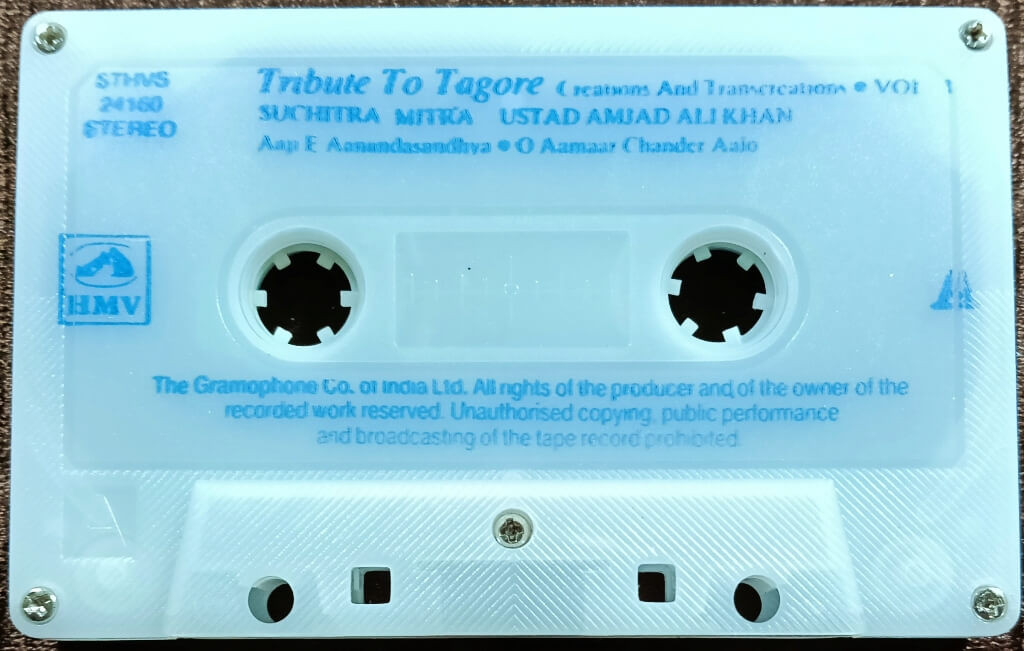 STHVS
24160
STEREO
Tribute To Tagore Creations And Transcreations • VOL 1
SUCHITRA MITRA USTAD AMJAD ALI KHAN
Aaj E Aanandasandhya • O Aamaar Chander Aalo
HMV
A
The Gramophone Co. of India Ltd. All rights of the producer and of the owner of the
recorded work reserved. Unauthorised copying, public performance
and broadcasting of the tape record prohibited.